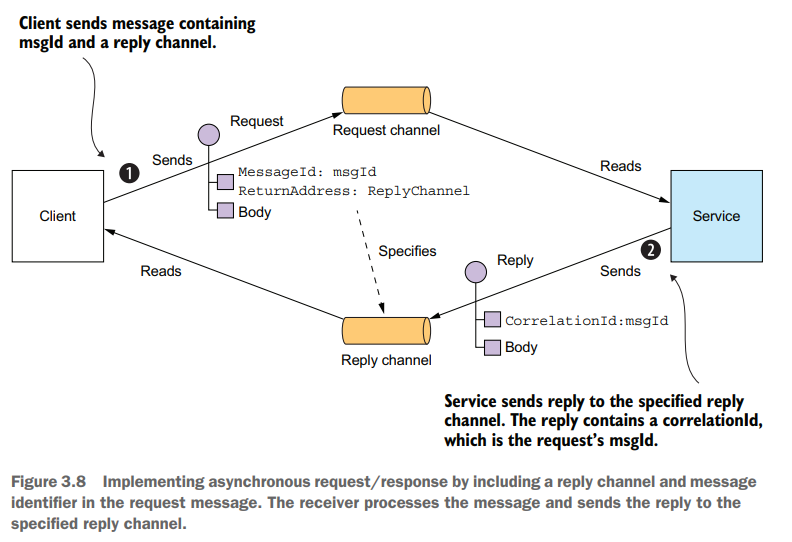 Client sends message containing
msgId and a reply channel.
Request
Request channel
1
Sends
MessageId: msgId
ReturnAddress: ReplyChannel
Body
Reads
Client
Service
Specifies
2
Reads
Reply
Sends
CorrelationId:msgId
Body
Reply channel
Service sends reply to the specified reply
channel. The reply contains a correlationId,
which is the request's msgId.
Figure 3.8 Implementing asynchronous request/response by including a reply channel and message
identifier in the request message. The receiver processes the message and sends the reply to the
specified reply channel.